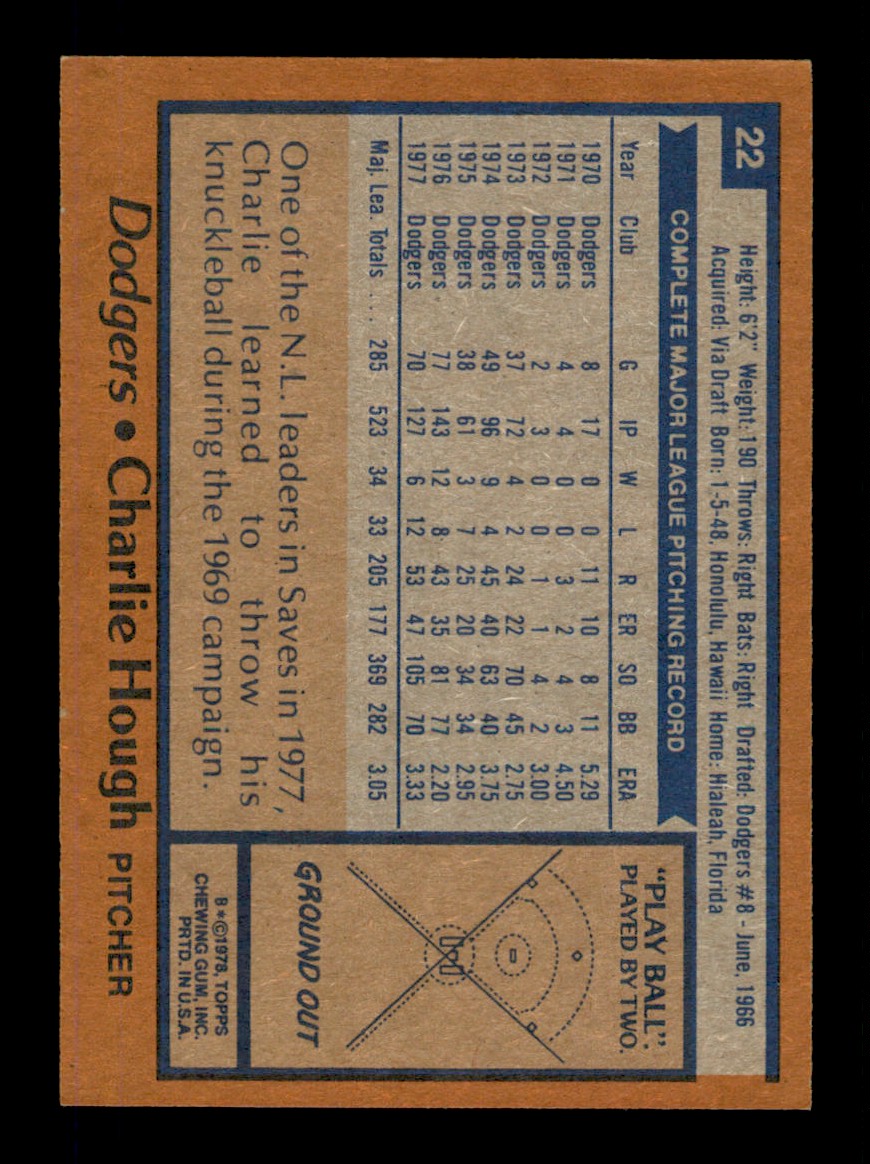 22
Height: 6'2" Weight: 190 Throws: Right Bats: Right Drafted: Dodgers #8 - June, 1966
Acquired: Via Draft Born: 1-5-48, Honolulu, Hawaii Home: Hialeah, Florida
COMPLETE MAJOR LEAGUE PITCHING RECORD
Year Club G IP W L R ER SO BB ERA
1970 Dodgers 8 17 0 0 11 10 8 11 5.29
1971 Dodgers 4 4 0 0 3 2 4 3 4.50
1972 Dodgers 2 3 0 0 1 1 4 2 3.00
1973 Dodgers 37 72 4 2 24 22 70 45 2.75
1974 Dodgers 49 96 9 4 45 40 63 40 3.75
1975 Dodgers 38 61 3 7 25 20 34 34 2.95
1976 Dodgers 77 143 12 8 43 35 81 77 2.20
1977 Dodgers 70 127 6 12 53 47 105 70 3.33
Maj. Lea. Totals .... 285 523 34 33 205 177 369 282 3.05
One of the N.L. leaders in Saves in 1977,
Charlie learned to throw his
knuckleball during the 1969 campaign.
"PLAY BALL".
PLAYED BY TWO.
GROUND OUT
B*©1978, TOPPS
CHEWING GUM, INC.
PRTD. IN U.S.A.
Dodgers • Charlie Hough PITCHER